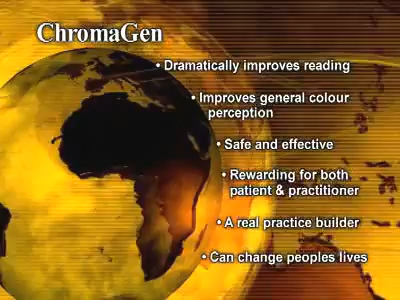 ChromaGen
• Dramatically improves reading
• Improves general colour
perception
• Safe and effective
• Rewarding for both
patient & practitioner
• A real practice builder
• Can change peoples lives